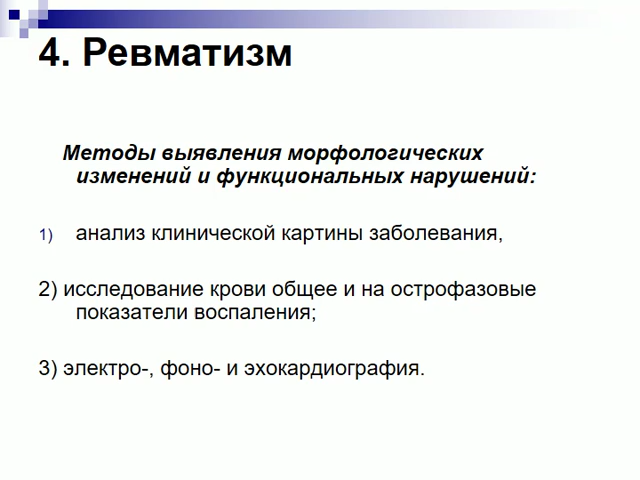 4. Ревматизм
Методы выявления морфологических
изменений и функциональных нарушений:
1) анализ клинической картины заболевания,
2) исследование крови общее и на острофазовые
показатели воспаления;
3) электро-, фоно- и эхокардиография.